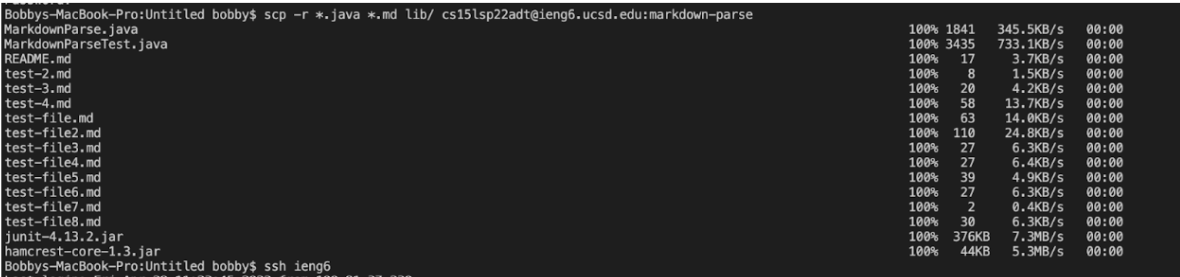 Bobbys-MacBook-Pro:Untitled bobby$ scp -r *.java *.md lib/ cs15lsp22adt@ieng6.ucsd.edu:markdown-parse
MarkdownParse.java 100% 1841 345.5KB/s 00:00
MarkdownParseTest.java 100% 3435 733.1KB/s 00:00
README.md 100% 17 3.7KB/s 00:00
test-2.md 100% 8 1.5KB/s 00:00
test-3.md 100% 20 4.2KB/s 00:00
test-4.md 100% 58 13.7KB/s 00:00
test-file.md 100% 63 14.0KB/s 00:00
test-file2.md 100% 110 24.8KB/s 00:00
test-file3.md 100% 27 6.3KB/s 00:00
test-file4.md 100% 27 6.4KB/s 00:00
test-file5.md 100% 39 4.9KB/s 00:00
test-file6.md 100% 27 6.3KB/s 00:00
test-file7.md 100% 2 0.4KB/s 00:00
test-file8.md 100% 30 6.3KB/s 00:00
junit-4.13.2.jar 100% 376KB 7.3MB/s 00:00
hamcrest-core-1.3.jar 100% 44KB 5.3MB/s 00:00
Bobbys-MacBook-Pro:Untitled bobby$ ssh ieng6